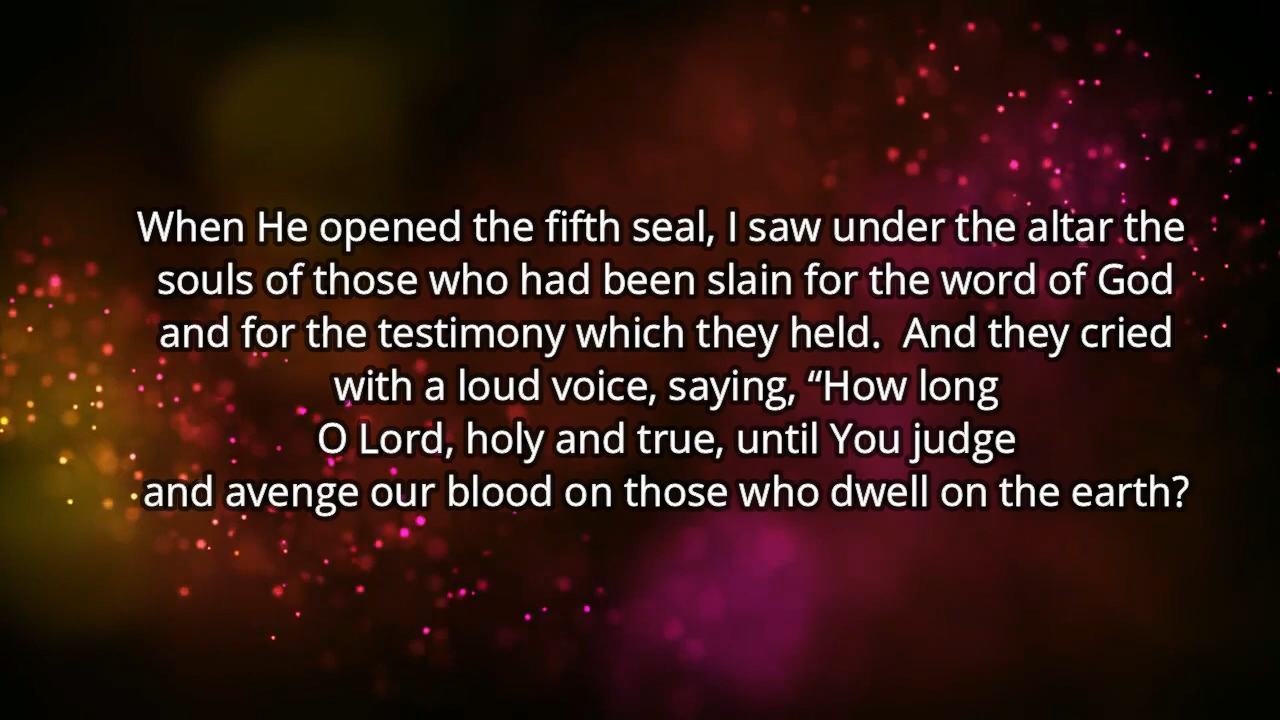 When He opened the fifth seal, I saw under the altar the
souls of those who had been slain for the word of God
and for the testimony which they held.  And they cried
with a loud voice, saying, “How long
O Lord, holy and true, until You judge
and avenge our blood on those who dwell on the earth?